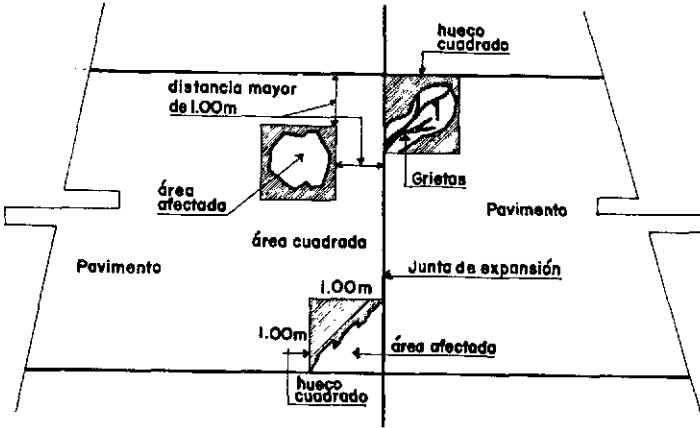 hueco
cuadrado
distancia mayor
de 1.00m
Grietas
área
afectada
Pavimento
área cuadrada
Pavimento
Junta de expansión
1.00m
1.00m
área afectada
hueco
cuadrado